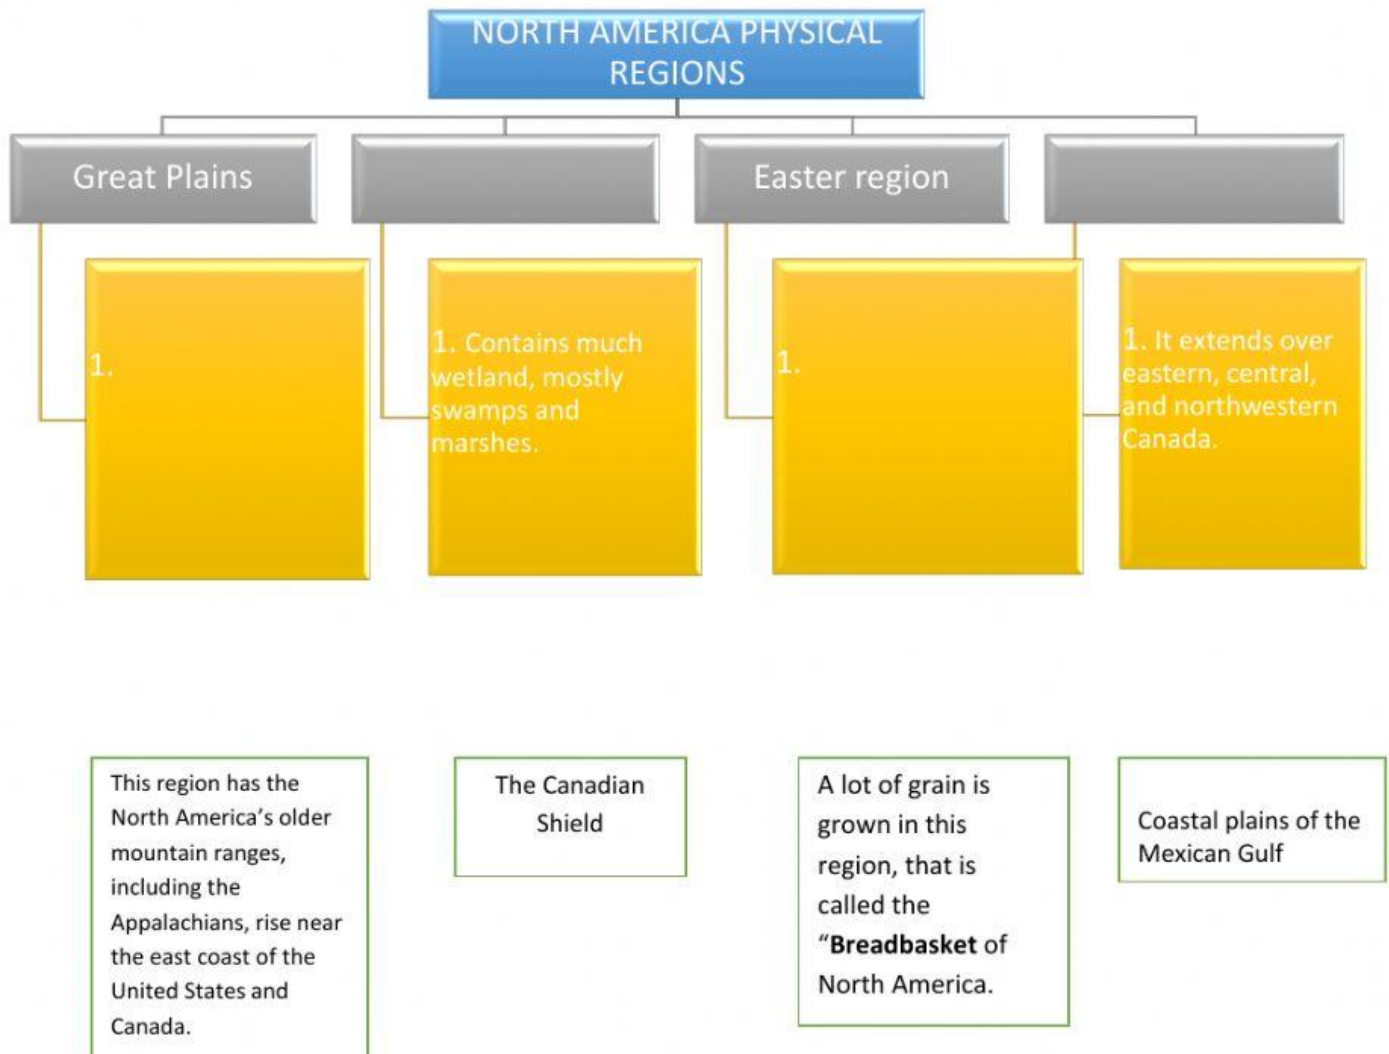 NORTH AMERICA PHYSICAL
REGIONS
Great Plains
Easter region
1.
1. Contains much
wetland, mostly
swamps and
marshes.
1.
1. It extends over
eastern, central,
and northwestern
Canada.
This region has the
North America’s older
mountain ranges,
including the
Appalachians, rise near
the east coast of the
United States and
Canada.
The Canadian
Shield
A lot of grain is
grown in this
region, that is
called the
“Breadbasket of
North America.
Coastal plains of the
Mexican Gulf